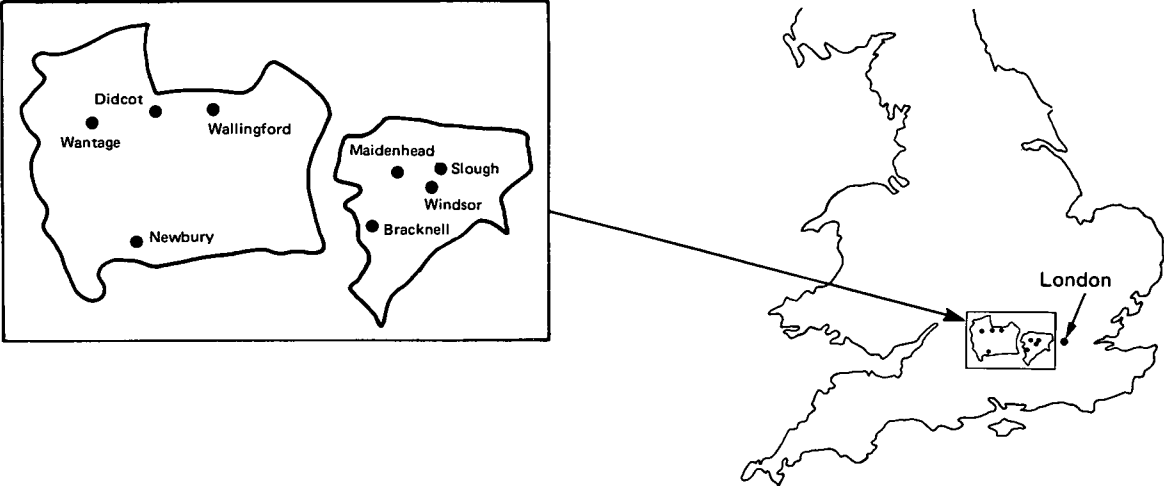 Didcot
Wallingford
Wantage
Maidenhead
Slough
Windsor
Bracknell
Newbury
London